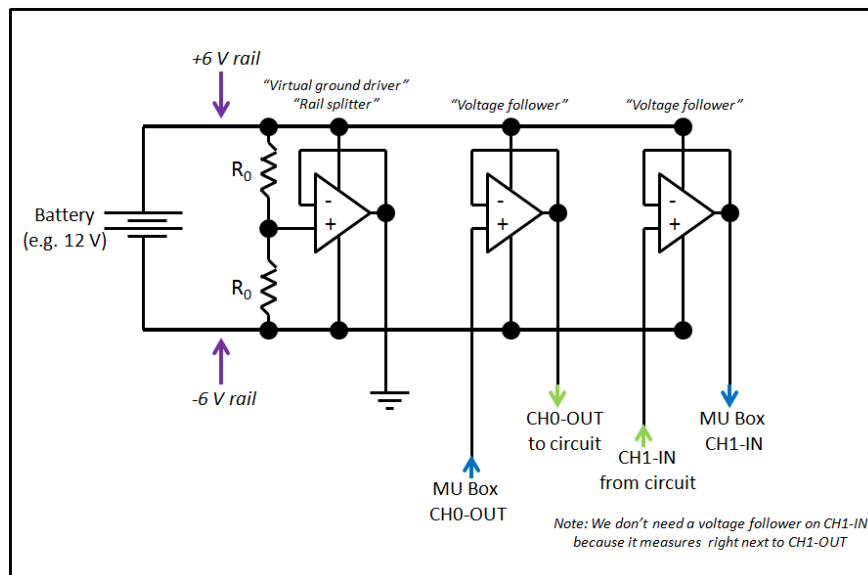 +6 V rail
“Virtual ground driver”
“Rail splitter”
“Voltage follower”
“Voltage follower”
R0
Battery
(e.g. 12 V)
-
+
-
+
-
+
R0
-6 V rail
CH0-OUT
to circuit
MU Box
CH1-IN
CH1-IN
from circuit
MU Box
CH0-OUT
Note: We don’t need a voltage follower on CH1-IN
because it measures right next to CH1-OUT